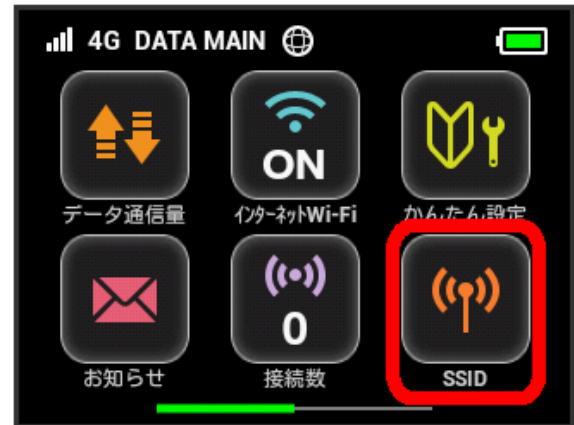 4G DATA MAIN
ON
データ通信量 インターネットWi-Fi かんたん設定
0
お知らせ 接続数 SSID